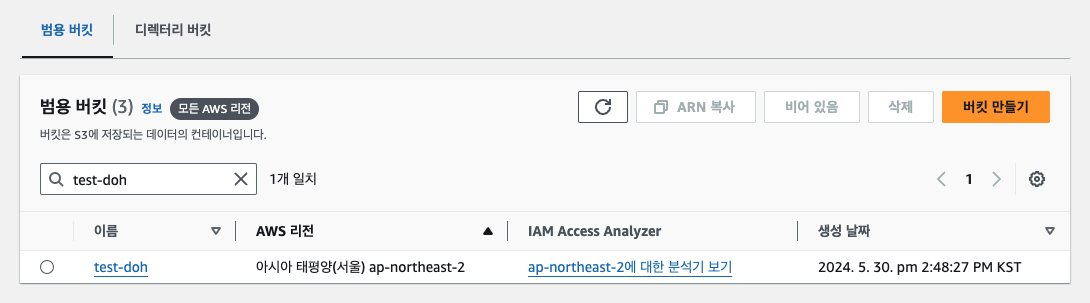 범용 버킷 디렉터리 버킷
범용 버킷 (3) 정보 모든 AWS 리전
ARN 복사 비어 있음 삭제 버킷 만들기
버킷은 S3에 저장되는 데이터의 컨테이너입니다.
test-doh 1개 일치 1
이름 AWS 리전 IAM Access Analyzer 생성 날짜
test-doh 아시아 태평양(서울) ap-northeast-2 ap-northeast-2에 대한 분석기 보기 2024. 5. 30. pm 2:48:27 PM KST